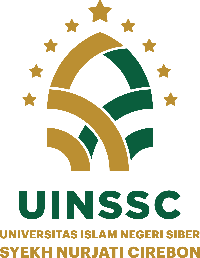 UINSSC
UNIVERSITAS ISLAM NEGERI SIBER
SYEKH NURJATI CIREBON